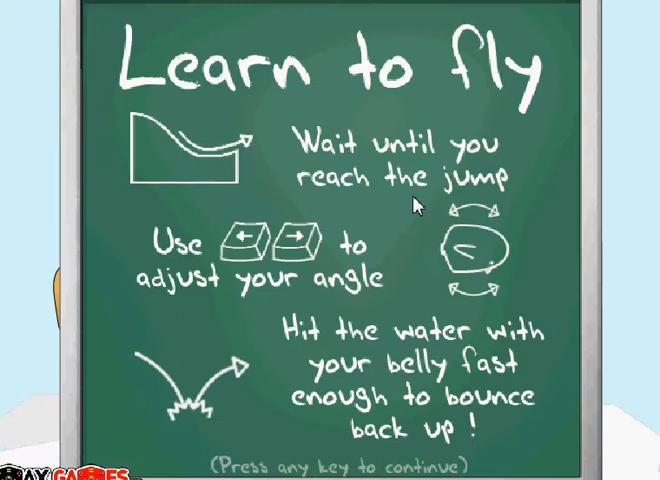 Learn to fly
Wait until you
reach the jump
Use ← → to
adjust your angle
Hit the water with
your belly fast
enough to bounce
back up !
(Press any key to continue)
GAMES